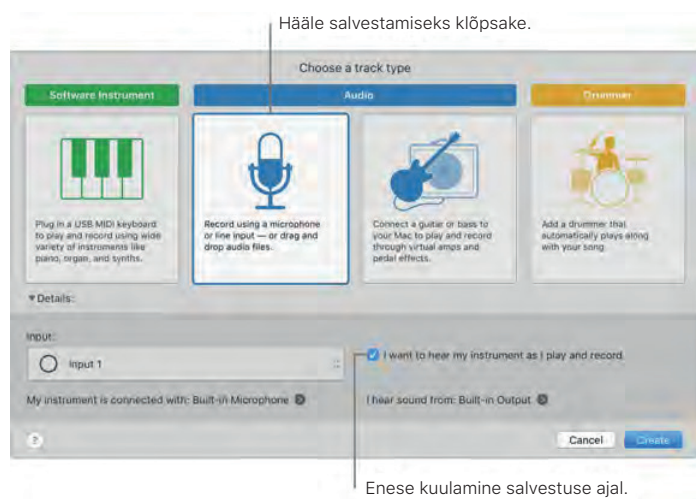 Hääle salvestamiseks klõpsake.
Choose a track type
Software Instrument
Audio
Drummer
Plug in a USB MIDI keyboard
to play and record using wide
variety of instruments like
piano, organ, and synths.
Record using a microphone
or line input — or drag and
drop audio files.
Connect a guitar or bass to
your Mac to play and record
through virtual amps and
pedal effects.
Add a drummer that
automatically plays along
with your song.
▼Details:
Input:
Input 1
I want to hear my instrument as I play and record.
My instrument is connected with: Built-in Microphone
I hear sound from: Built-in Output
?
Cancel
Create
Enese kuulamine salvestuse ajal.